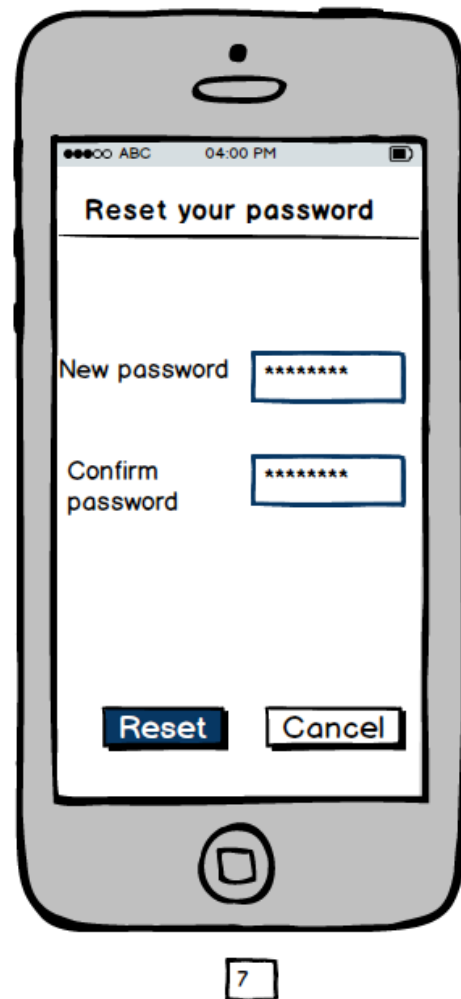 ABC 04:00 PM
Reset your password
New password ********
Confirm
password
********
Reset Cancel
7